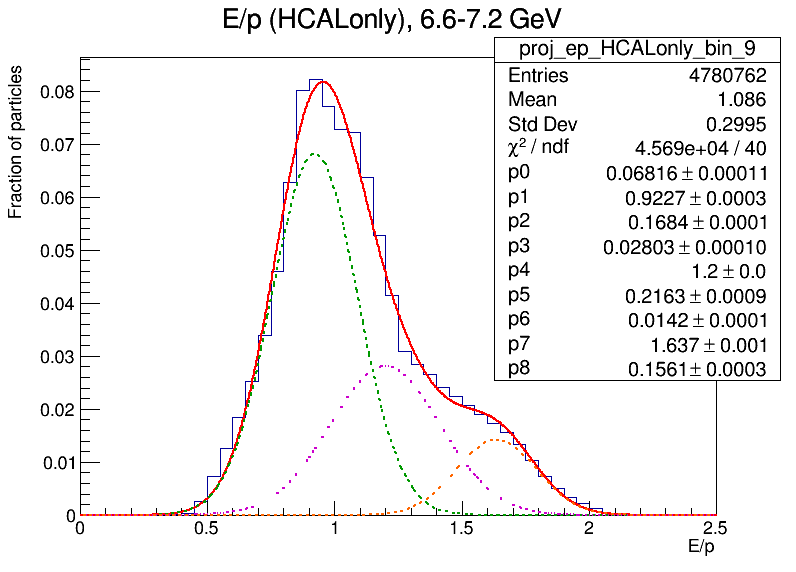 E/p (HCALonly), 6.6-7.2 GeV
proj_ep_HCALonly_bin_9
Entries 4780762
Mean 1.086
Std Dev 0.2995
χ² / ndf 4.569e+04 / 40
p0 0.06816 ± 0.00011
p1 0.9227 ± 0.0003
p2 0.1684 ± 0.0001
p3 0.02803 ± 0.00010
p4 1.2 ± 0.0
p5 0.2163 ± 0.0009
p6 0.0142 ± 0.0001
p7 1.637 ± 0.001
p8 0.1561 ± 0.0003
Fraction of particles
0.08
0.07
0.06
0.05
0.04
0.03
0.02
0.01
0
0 0.5 1 1.5 2 2.5
E/p